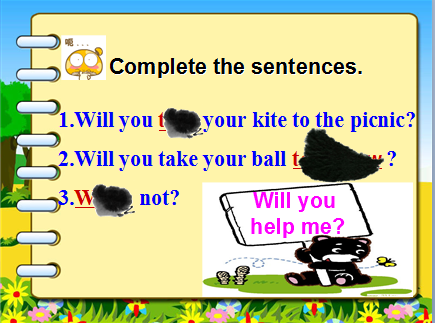 Complete the sentences.
1.Will you your kite to the picnic?
2.Will you take your ball ?
3. not?
Will you
help me?